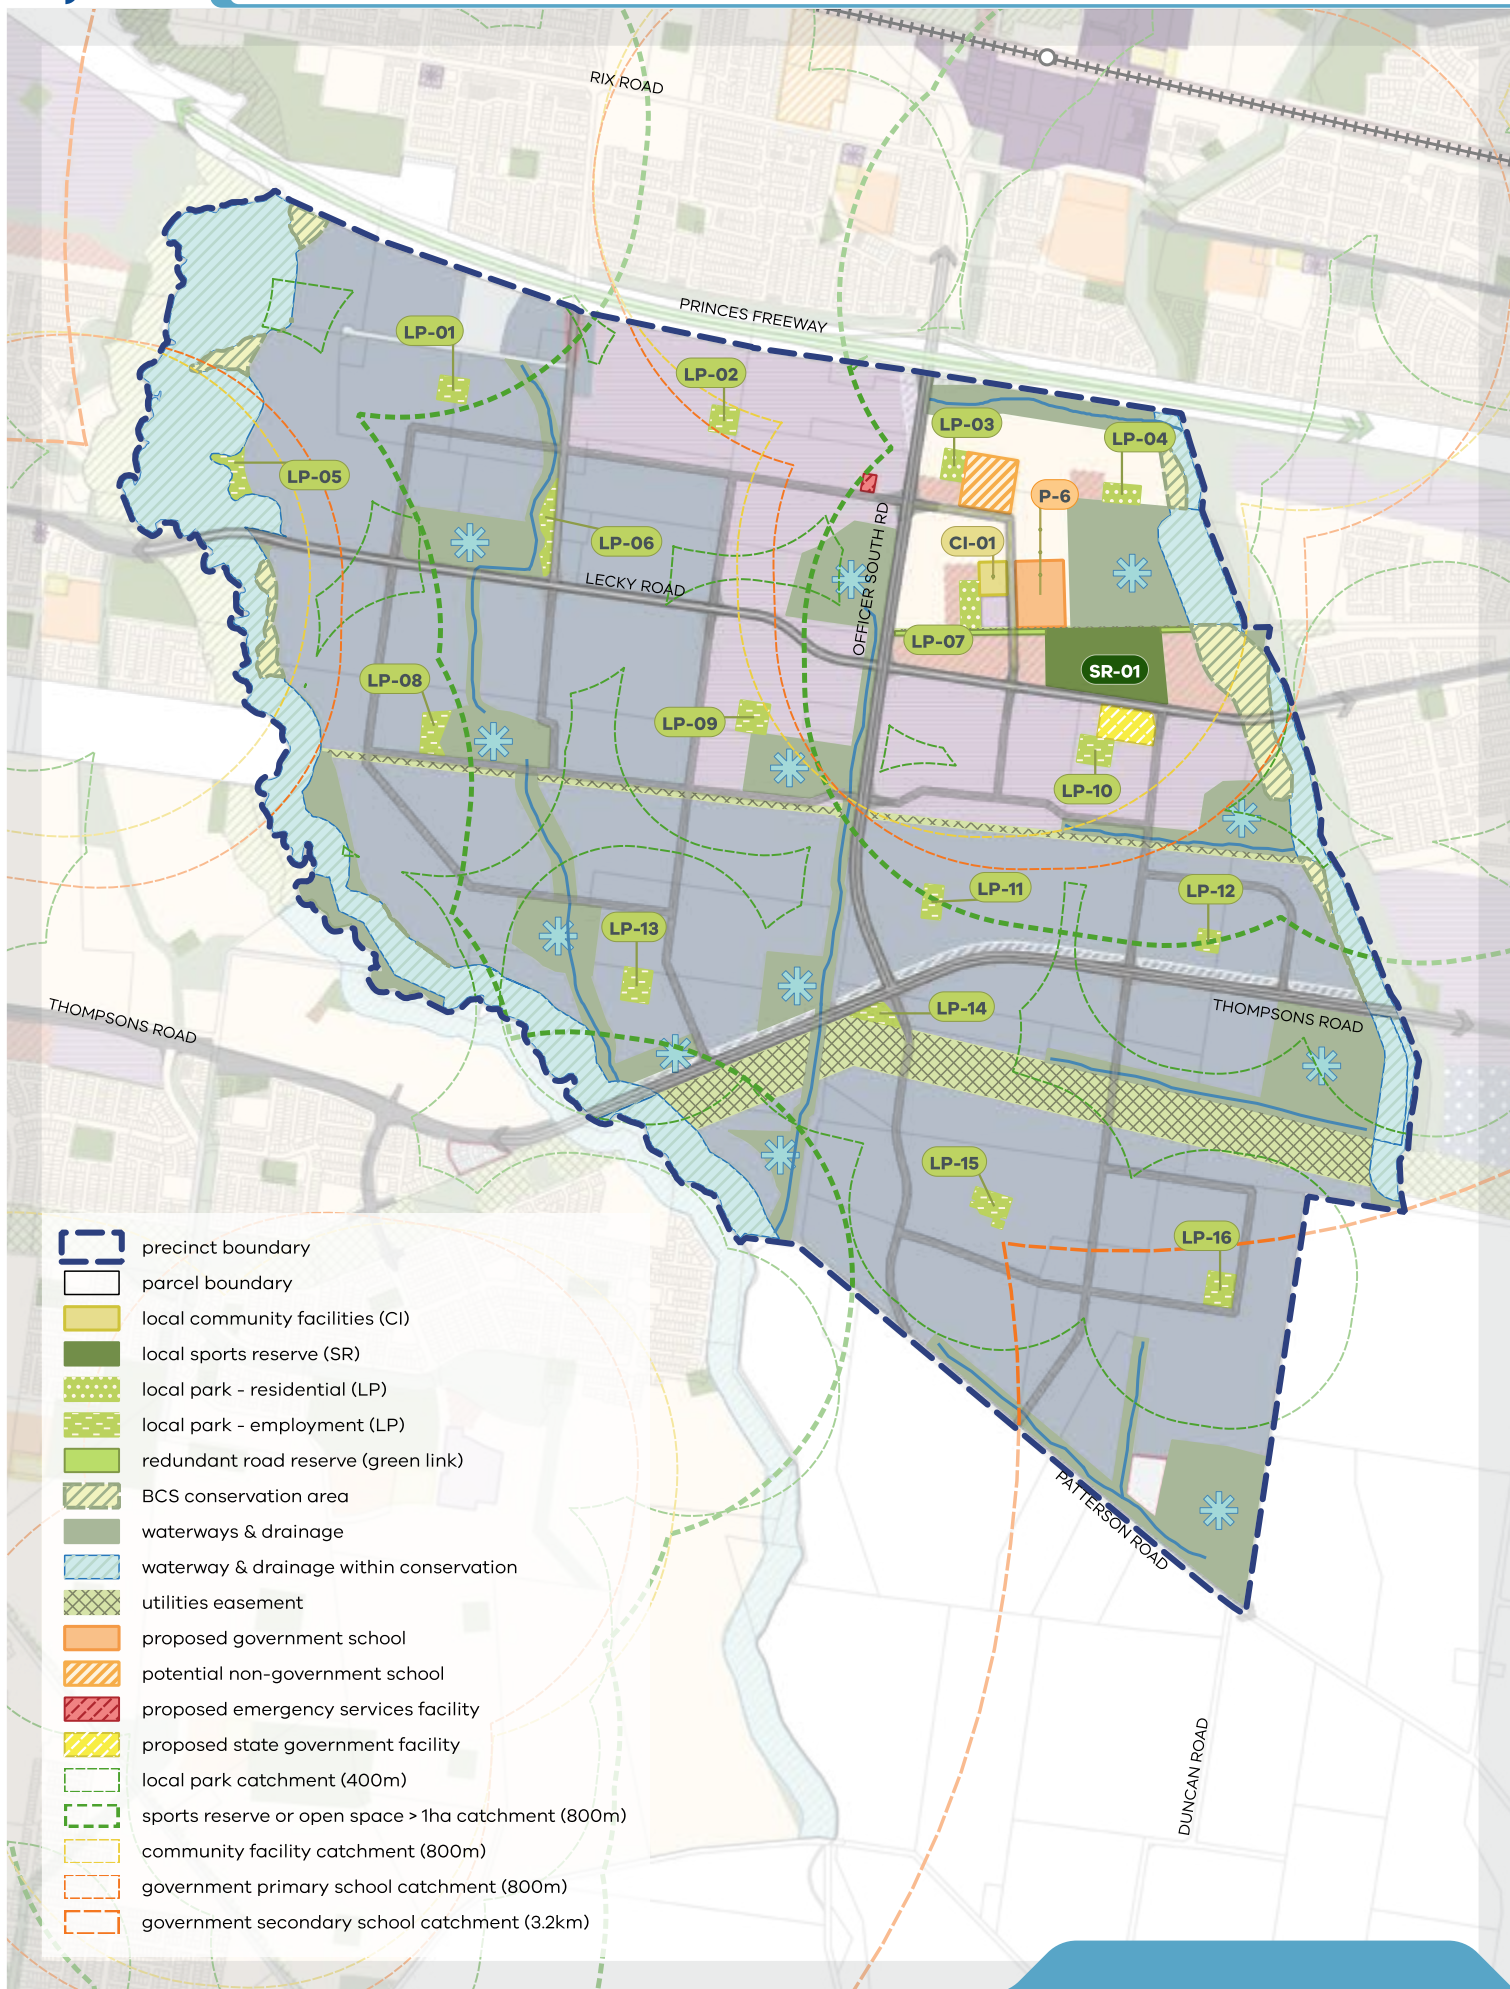 RIX ROAD
PRINCES FREEWAY
LP-01
LP-02
LP-03
LP-04
LP-05
P-6
LP-06
CI-01
LECKY ROAD
OFFICER SOUTH RD
LP-07
SR-01
LP-08
LP-09
LP-10
LP-11
LP-12
LP-13
LP-14
THOMPSONS ROAD
THOMPSONS ROAD
LP-15
LP-16
PATTERSON ROAD
DUNCAN ROAD
precinct boundary
parcel boundary
local community facilities (CI)
local sports reserve (SR)
local park - residential (LP)
local park - employment (LP)
redundant road reserve (green link)
BCS conservation area
waterways & drainage
waterway & drainage within conservation
utilities easement
proposed government school
potential non-government school
proposed emergency services facility
proposed state government facility
local park catchment (400m)
sports reserve or open space > 1ha catchment (800m)
community facility catchment (800m)
government primary school catchment (800m)
government secondary school catchment (3.2km)